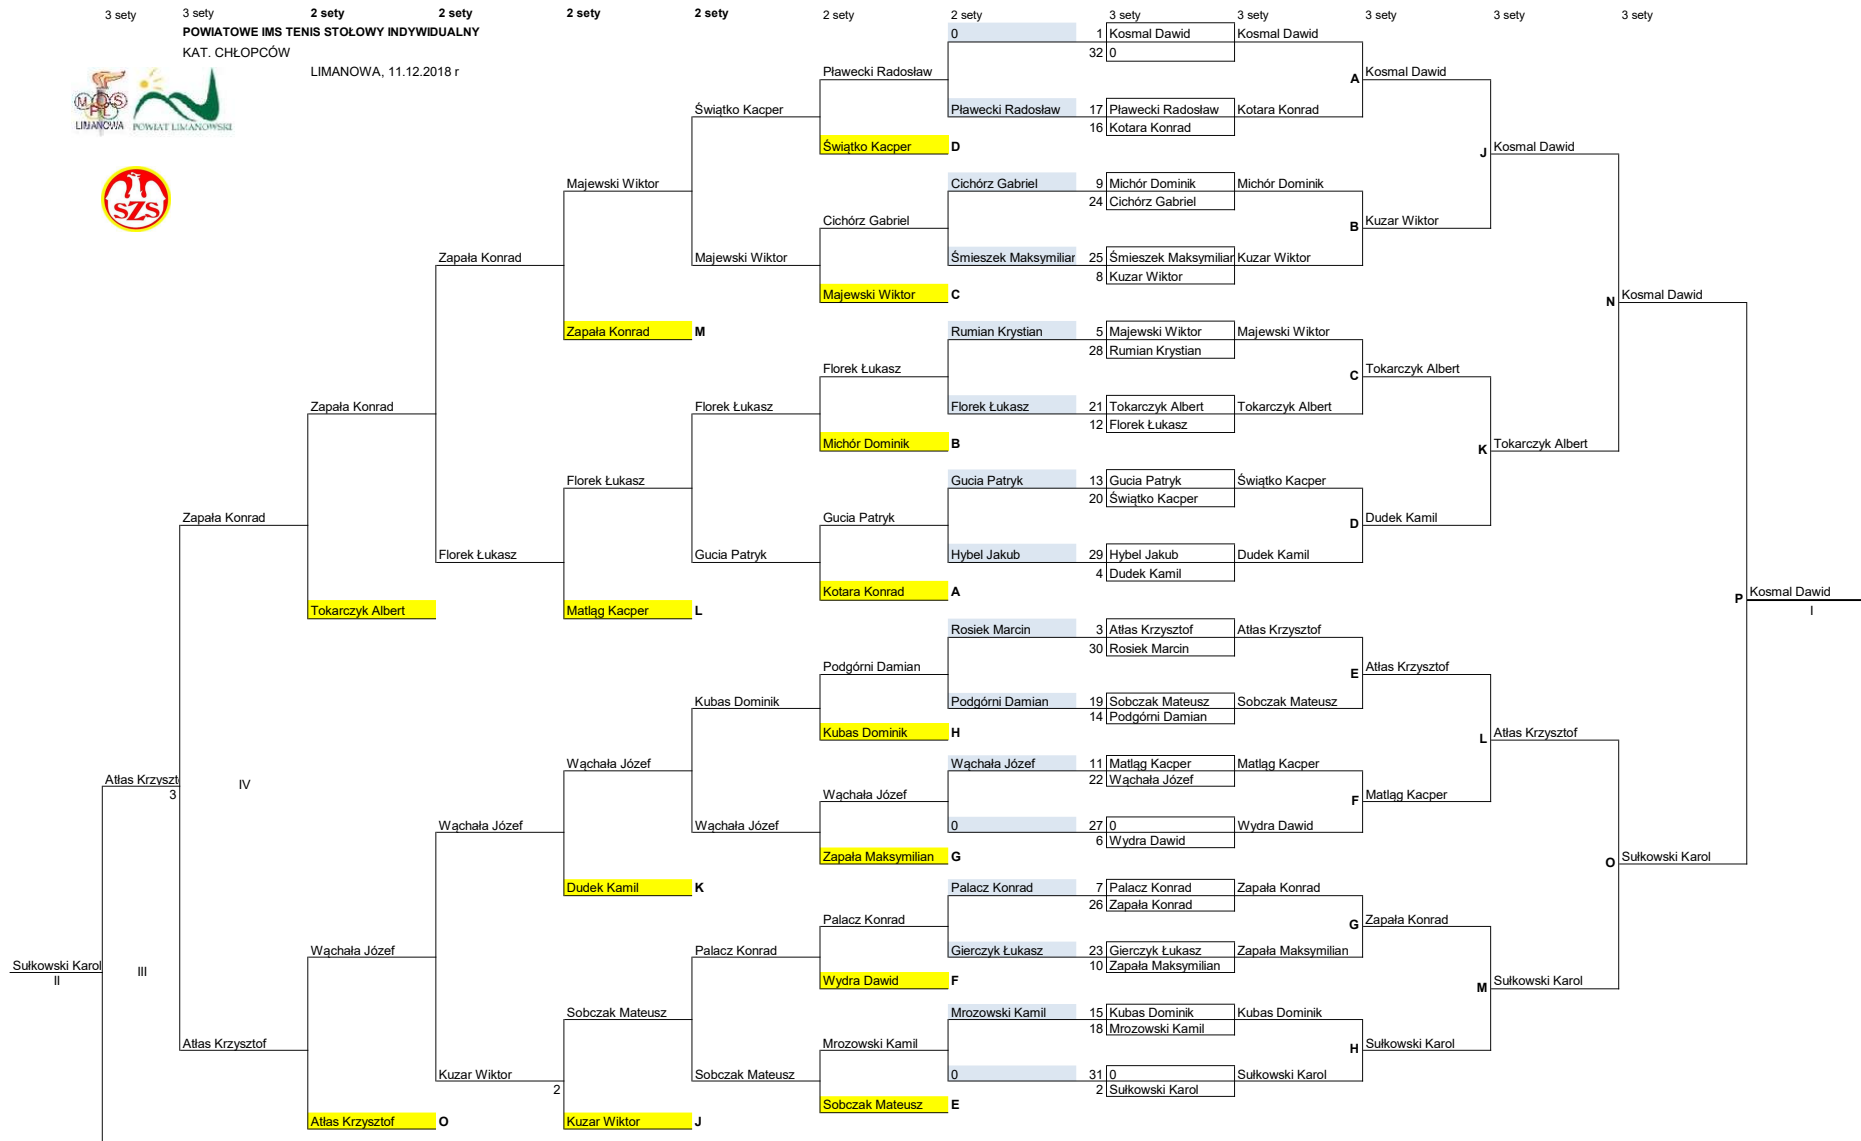 3 sety 3 sety 2 sety 2 sety 2 sety 2 sety 2 sety 2 sety 3 sety 3 sety 3 sety 3 sety 3 sety
POWIATOWE IMS TENIS STOŁOWY INDYWIDUALNY
0 1 Kosmal Dawid Kosmal Dawid
KAT. CHŁOPCÓW
32 0
LIMANOWA, 11.12.2018 r
Pławecki Radosław
A Kosmal Dawid
M S
LIMANOWA POWIAT LIMANOWSKI
Świątko Kacper
Pławecki Radosław 17 Pławecki Radosław Kotara Konrad
16 Kotara Konrad
Świątko Kacper D
J Kosmal Dawid
SZS
Majewski Wiktor
Cichórz Gabriel 9 Michór Dominik Michór Dominik
24 Cichórz Gabriel
Cichórz Gabriel
B Kuzar Wiktor
Zapała Konrad
Majewski Wiktor
Śmieszek Maksymilian 25 Śmieszek Maksymilian Kuzar Wiktor
8 Kuzar Wiktor
Majewski Wiktor C
N Kosmal Dawid
Zapała Konrad M
Rumian Krystian 5 Majewski Wiktor Majewski Wiktor
28 Rumian Krystian
Florek Łukasz
C Tokarczyk Albert
Zapała Konrad
Florek Łukasz
Florek Łukasz 21 Tokarczyk Albert Tokarczyk Albert
12 Florek Łukasz
Michór Dominik B
K Tokarczyk Albert
Florek Łukasz
Gucia Patryk 13 Gucia Patryk Świątko Kacper
20 Świątko Kacper
Zapała Konrad
Gucia Patryk
D Dudek Kamil
Florek Łukasz
Gucia Patryk
Hybel Jakub 29 Hybel Jakub Dudek Kamil
4 Dudek Kamil
Kotara Konrad A
P Kosmal Dawid
I
Tokarczyk Albert
Matląg Kacper L
Rosiek Marcin 3 Atłas Krzysztof Atłas Krzysztof
30 Rosiek Marcin
Podgórni Damian
E Atłas Krzysztof
Kubas Dominik
Podgórni Damian 19 Sobczak Mateusz Sobczak Mateusz
14 Podgórni Damian
Kubas Dominik H
L Atłas Krzysztof
Wąchała Józef
Wąchała Józef 11 Matląg Kacper Matląg Kacper
22 Wąchała Józef
Atłas Krzyszt
3
IV
Wąchała Józef
F Matląg Kacper
Wąchała Józef
Wąchała Józef
0 27 0 Wydra Dawid
6 Wydra Dawid
Zapała Maksymilian G
O Sułkowski Karol
Dudek Kamil K
Palacz Konrad 7 Palacz Konrad Zapała Konrad
26 Zapała Konrad
Palacz Konrad
G Zapała Konrad
Wąchała Józef
Palacz Konrad
Gierczyk Łukasz 23 Gierczyk Łukasz Zapała Maksymilian
10 Zapała Maksymilian
Sułkowski Karol
II
III
Wydra Dawid F
M Sułkowski Karol
Sobczak Mateusz
Mrozowski Kamil 15 Kubas Dominik Kubas Dominik
18 Mrozowski Kamil
Atłas Krzysztof
Mrozowski Kamil
H Sułkowski Karol
Kuzar Wiktor
2
Sobczak Mateusz
0 31 0 Sułkowski Karol
2 Sułkowski Karol
Sobczak Mateusz E
Atłas Krzysztof O
Kuzar Wiktor J